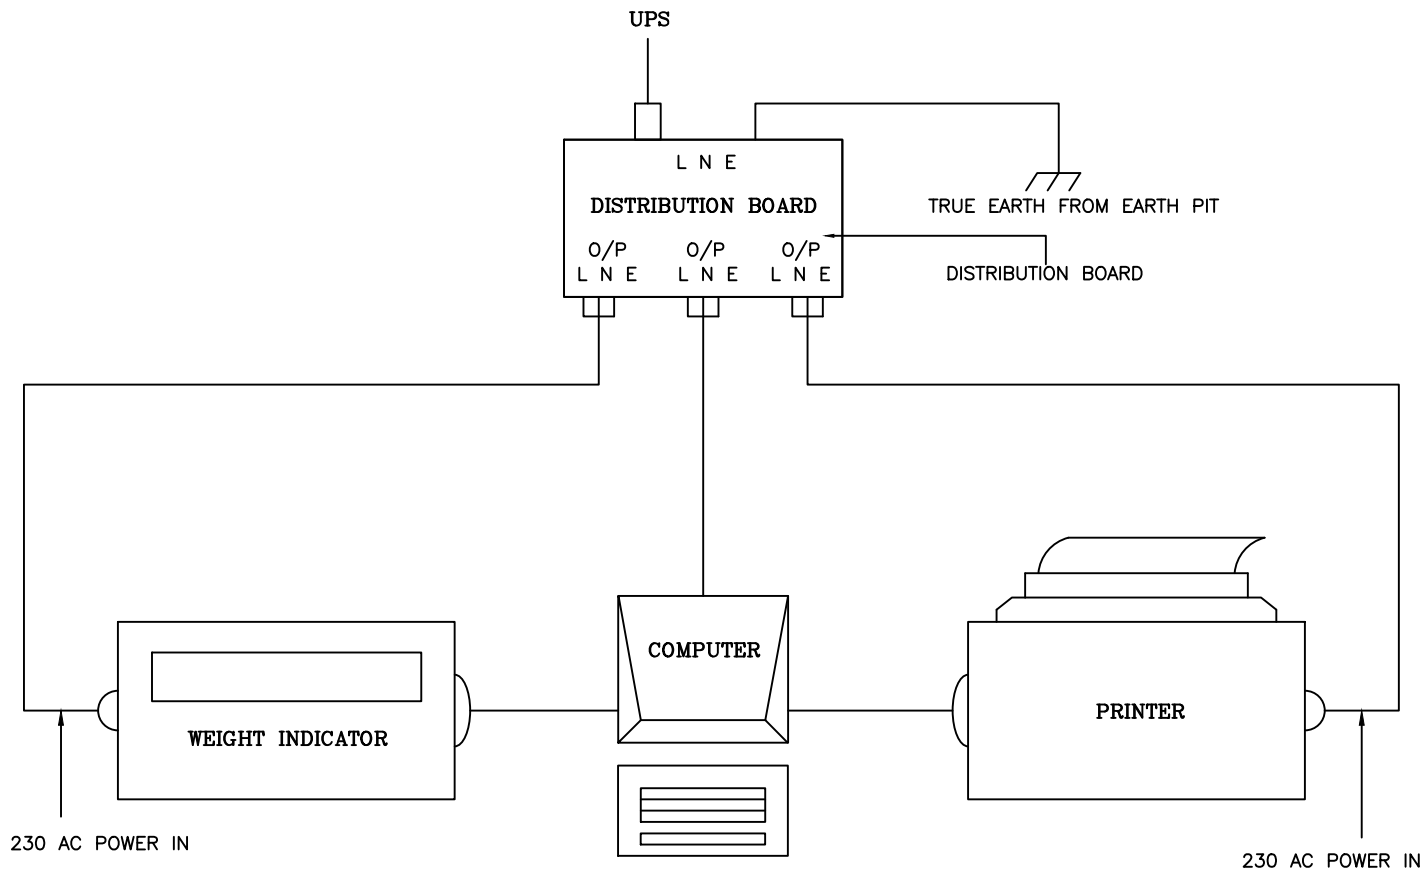 UPS
L N E
DISTRIBUTION BOARD
TRUE EARTH FROM EARTH PIT
O/P O/P O/P
L N E L N E L N E
DISTRIBUTION BOARD
COMPUTER
PRINTER
WEIGHT INDICATOR
230 AC POWER IN
230 AC POWER IN